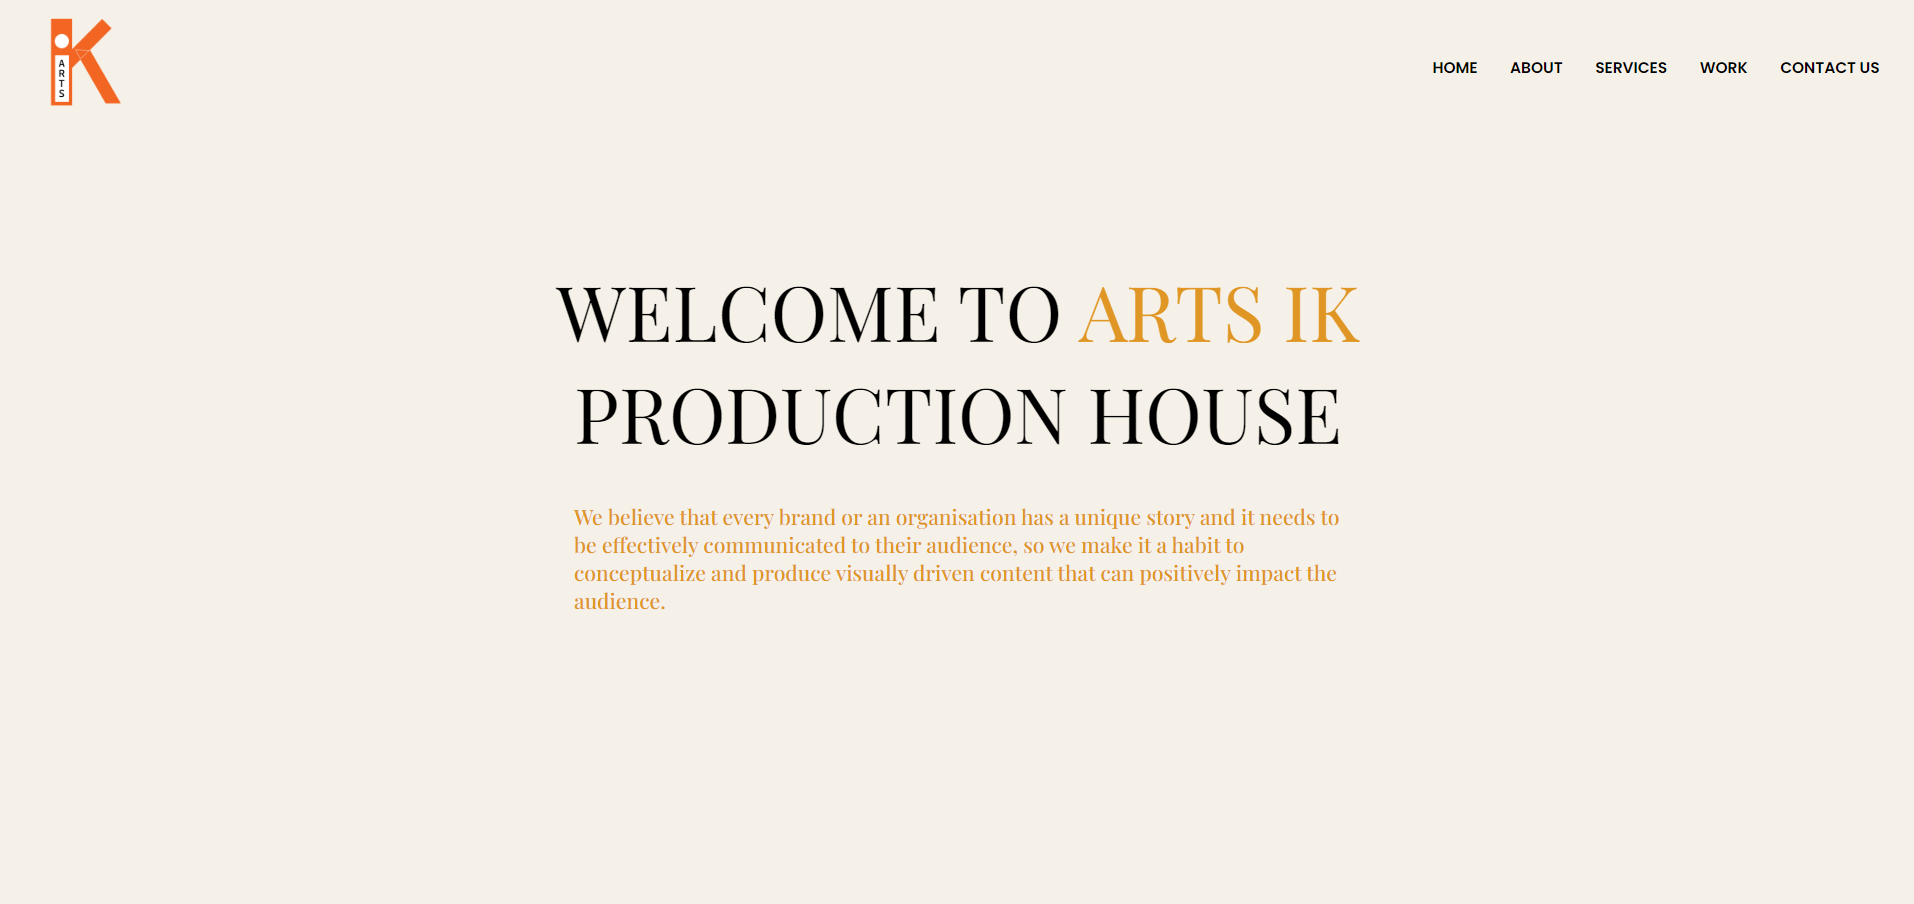 ARTS
HOME ABOUT SERVICES WORK CONTACT US
WELCOME TO ARTS IK
PRODUCTION HOUSE
We believe that every brand or an organisation has a unique story and it needs to
be effectively communicated to their audience, so we make it a habit to
conceptualize and produce visually driven content that can positively impact the
audience.